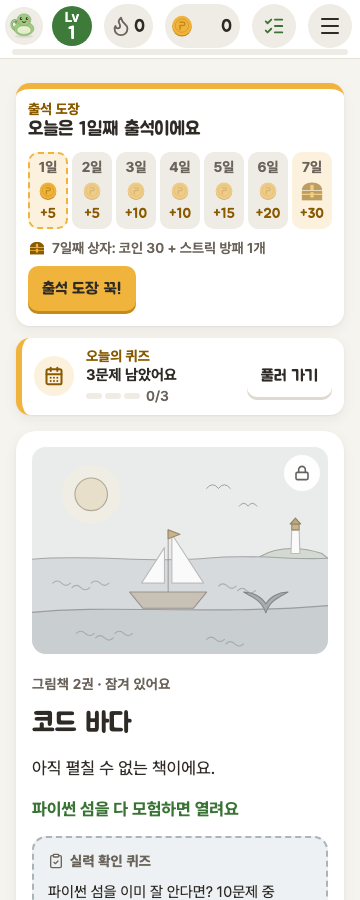 Lv
1
0
0
출석 도장
오늘은 1일째 출석이에요
1일 2일 3일 4일 5일 6일 7일
+5 +5 +10 +10 +15 +20 +30
7일째 상자: 코인 30 + 스트릭 방패 1개
출석 도장 꾹!
오늘의 퀴즈
3문제 남았어요
0/3
풀러 가기
그림책 2권 · 잠겨 있어요
코드 바다
아직 펼칠 수 없는 책이에요.
파이썬 섬을 다 모험하면 열려요
실력 확인 퀴즈
파이썬 섬을 이미 잘 안다면? 10문제 중